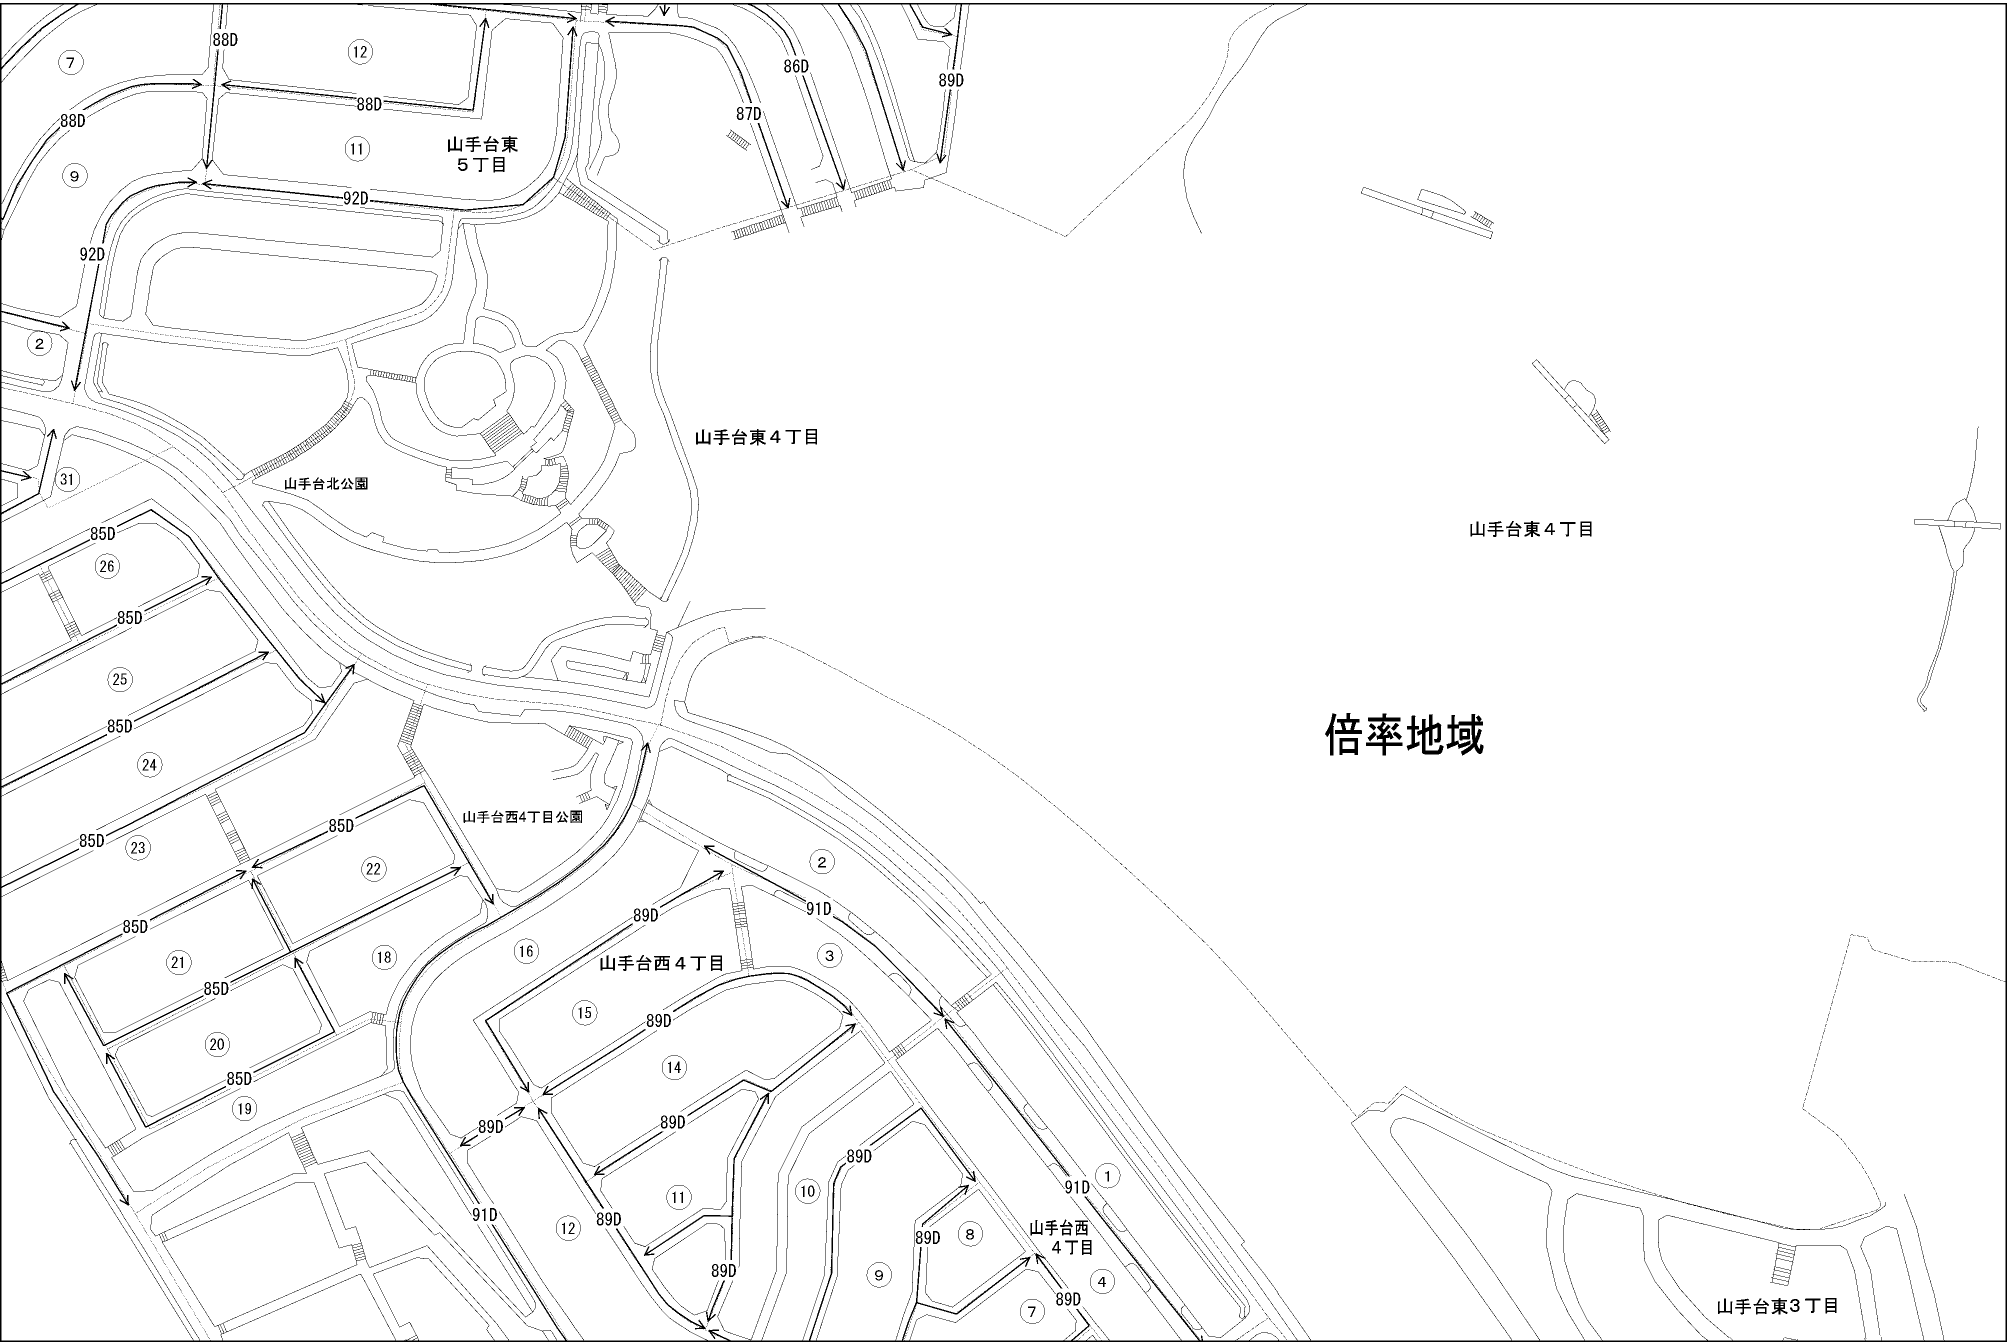 88D
⑫
⑦
86D
89D
88D
88D
87D
山手台東
５丁目
⑪
⑨
92D
92D
②
山手台東４丁目
山手台北公園
㉛
山手台東４丁目
85D
㉖
85D
㉕
85D
倍率地域
㉔
山手台西4丁目公園
85D
85D
㉓
㉒
②
91D
89D
85D
⑯
③
⑱
山手台西４丁目
㉑
85D
⑮
89D
⑳
⑭
85D
⑲
89D
89D
89D
①
91D
⑩
⑪
91D
89D
⑫
山手台西
４丁目
⑧
89D
89D
⑨
④
89D
⑦
山手台東３丁目